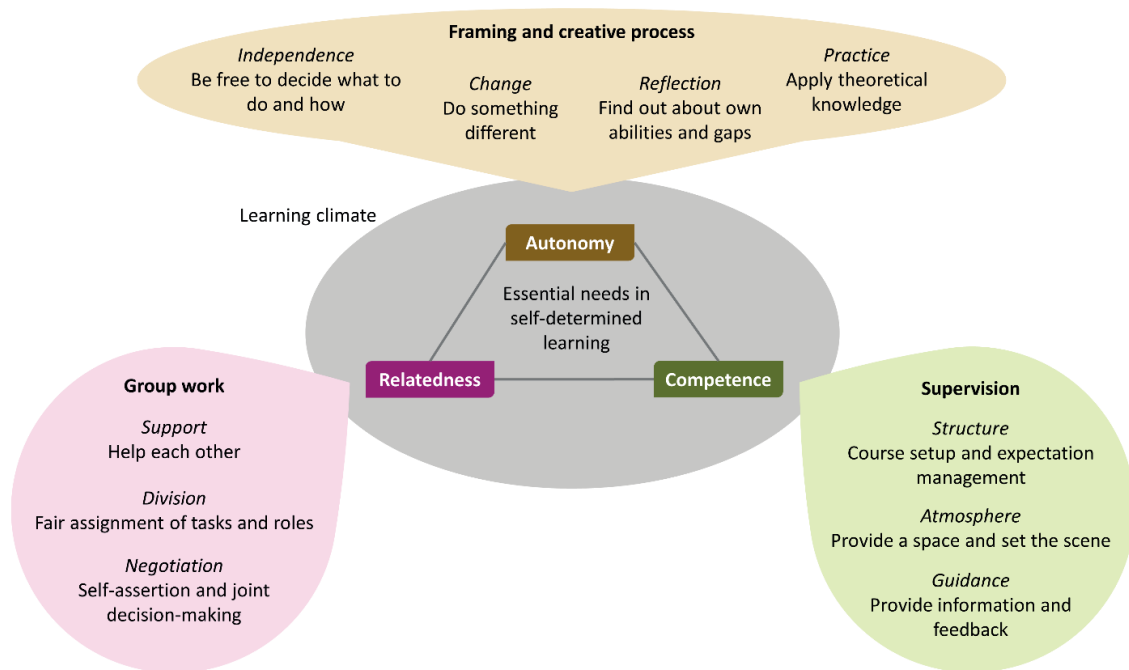 Framing and creative process
Independence
Be free to decide what to
do and how
Change
Do something
different
Reflection
Find out about own
abilities and gaps
Practice
Apply theoretical
knowledge
Learning climate
Autonomy
Essential needs in
self-determined
learning
Relatedness
Competence
Group work
Support
Help each other
Division
Fair assignment of tasks and roles
Negotiation
Self-assertion and joint
decision-making
Supervision
Structure
Course setup and expectation
management
Atmosphere
Provide a space and set the scene
Guidance
Provide information and
feedback